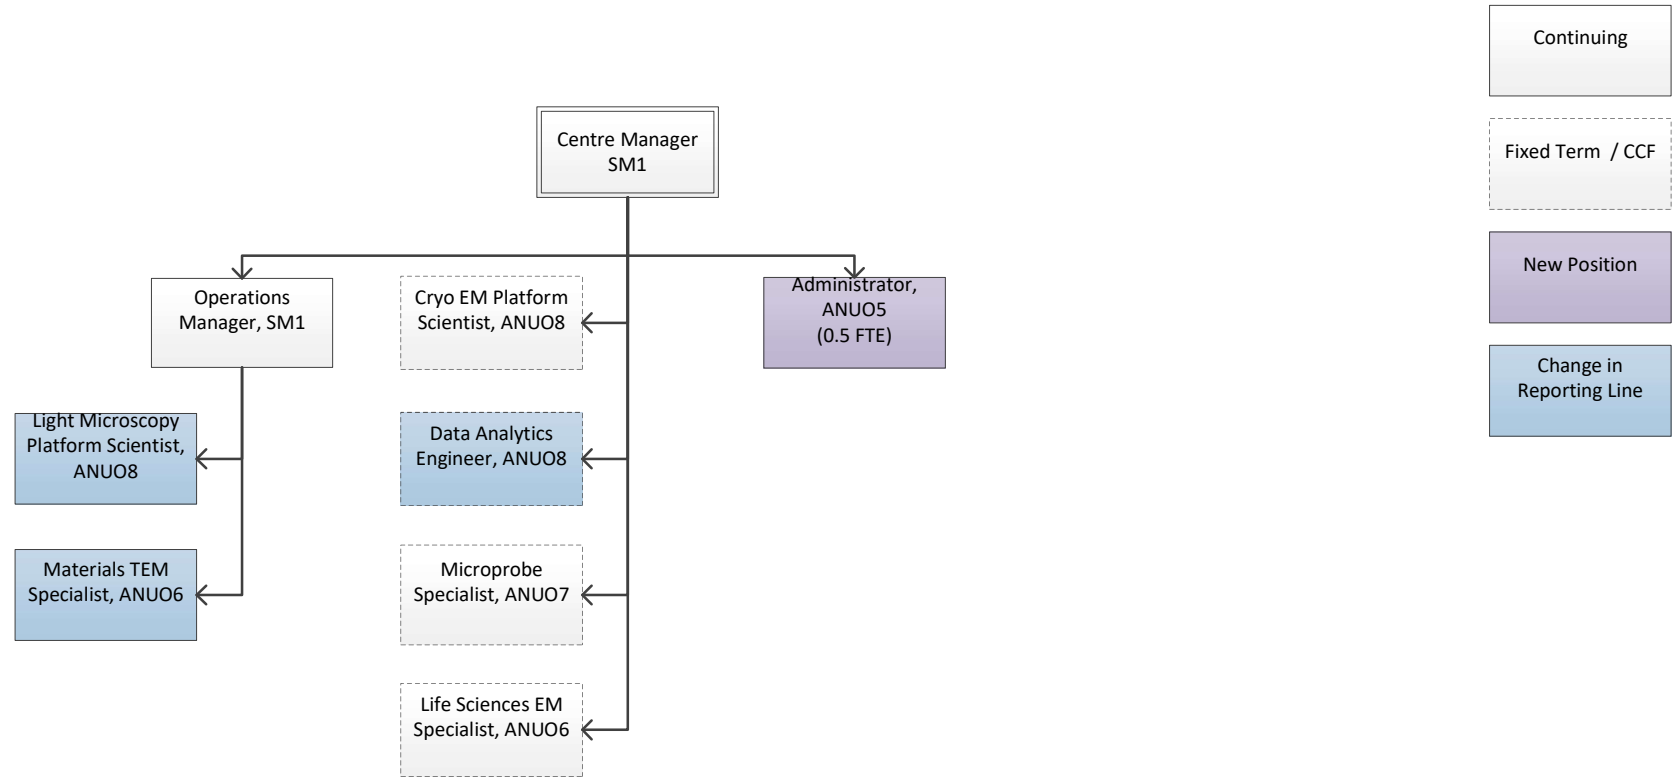 Continuing
Centre Manager
SM1
Fixed Term  / CCF
New Position
Operations
Manager, SM1
Cryo EM Platform
Scientist, ANUO8
Administrator,
ANUO5
(0.5 FTE)
Change in
Reporting Line
Light Microscopy
Platform Scientist,
ANUO8
Data Analytics
Engineer, ANUO8
Materials TEM
Specialist, ANUO6
Microprobe
Specialist, ANUO7
Life Sciences EM
Specialist, ANUO6